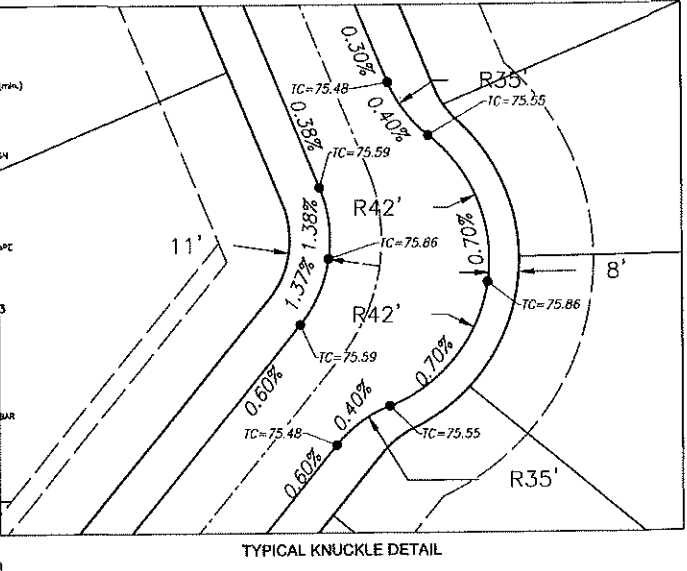 0.30%
R35'
(min.)
TC=75.48
0.40%
TC=75.55
0.38%
TC=75.59
R42'
0.70%
1.38%
11'
TC=75.86
8'
1.37%
R42'
TC=75.86
TC=75.59
0.70%
0.60%
0.40%
BAR
TC=75.48
TC=75.55
0.60%
R35'
TYPICAL KNUCKLE DETAIL